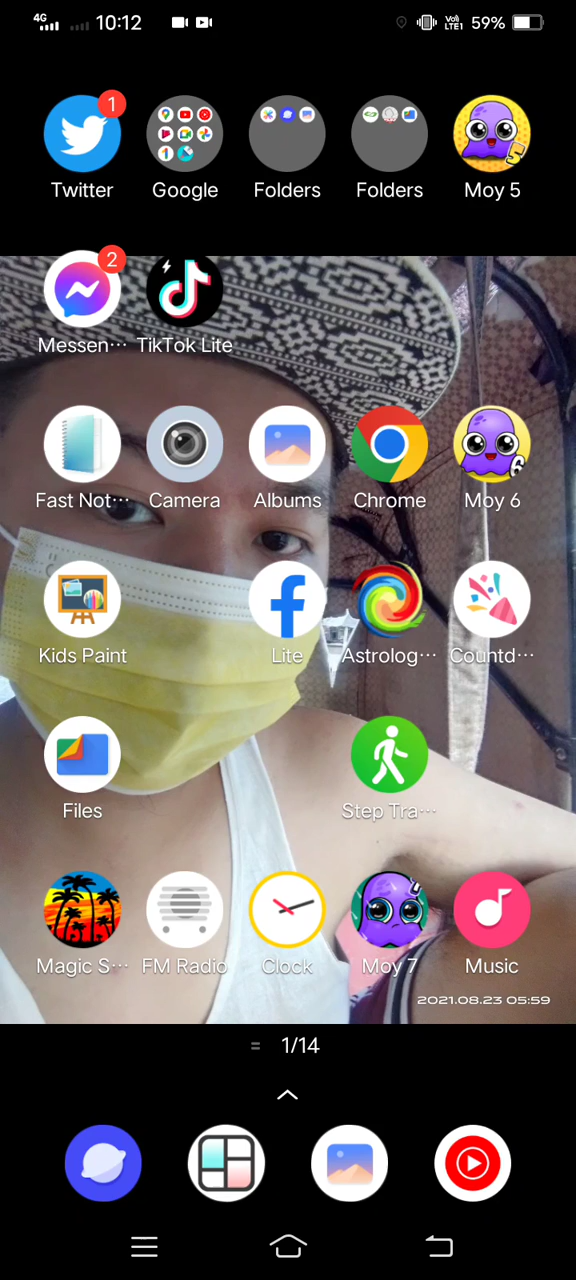 4G 10:12 VoI) LTE1 59%
1
Twitter Google Folders Folders Moy 5
2
Messen··· TikTok Lite
Fast Not··· Camera Albums Chrome Moy 6
Kids Paint Lite Astrolog··· Countd···
Files Step Tra···
Magic S··· FM Radio Clock Moy 7 Music
2021.08.23 05:59
= 1/14